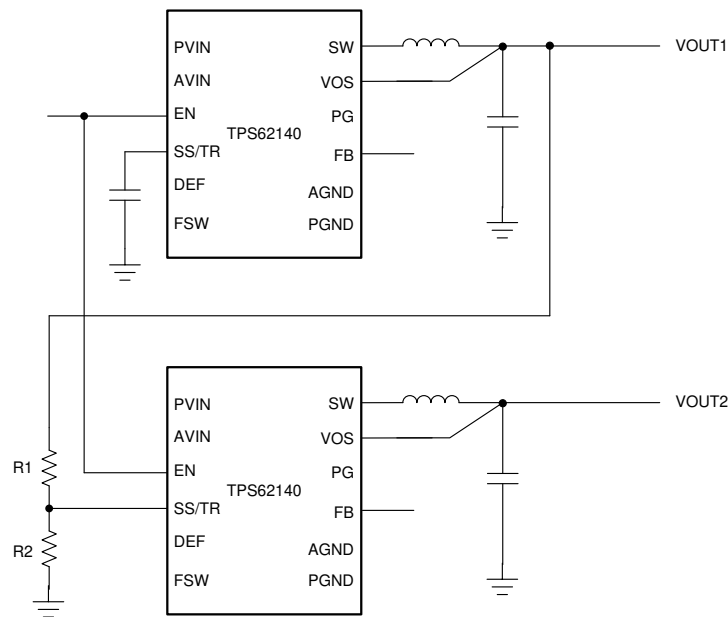 PVIN
SW
VOUT1
AVIN
VOS
EN
PG
TPS62140
SS/TR
FB
DEF
AGND
FSW
PGND
PVIN
SW
VOUT2
AVIN
VOS
R1
EN
PG
TPS62140
SS/TR
FB
R2
DEF
AGND
FSW
PGND